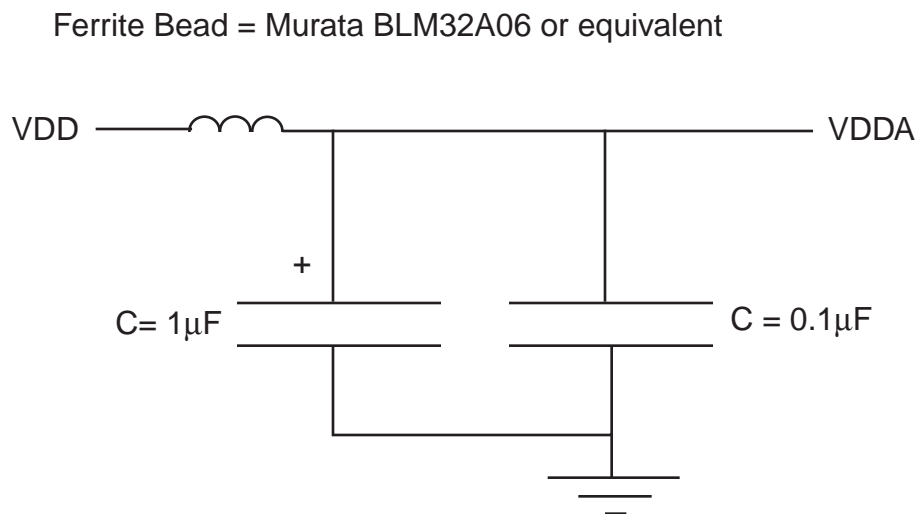 Ferrite Bead = Murata BLM32A06 or equivalent
VDD
VDDA
+
C= 1μF
C = 0.1μF